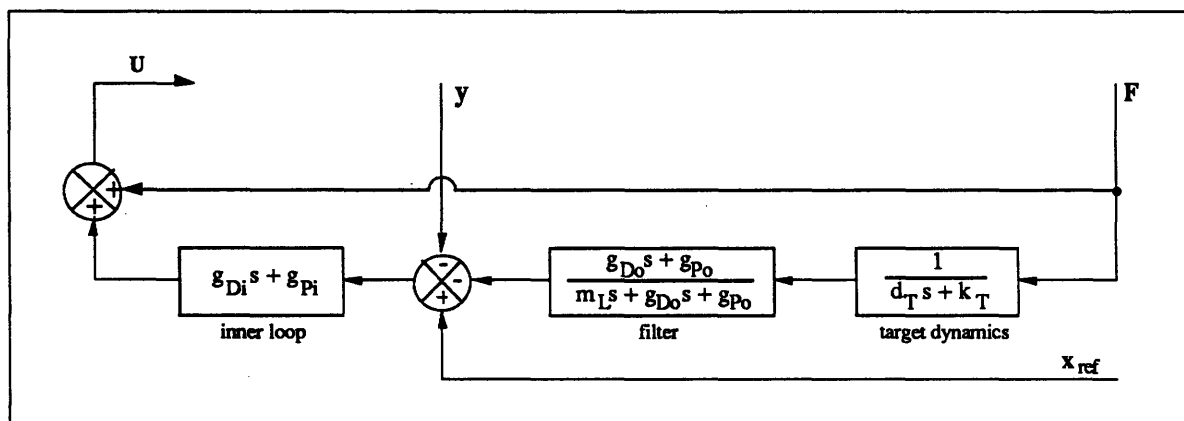 U
y
F
+
+
-
-
+
g_Di s + g_Pi
inner loop
g_Do s + g_Po
m_L s + g_Do s + g_Po
filter
1
d_T s + k_T
target dynamics
x_ref